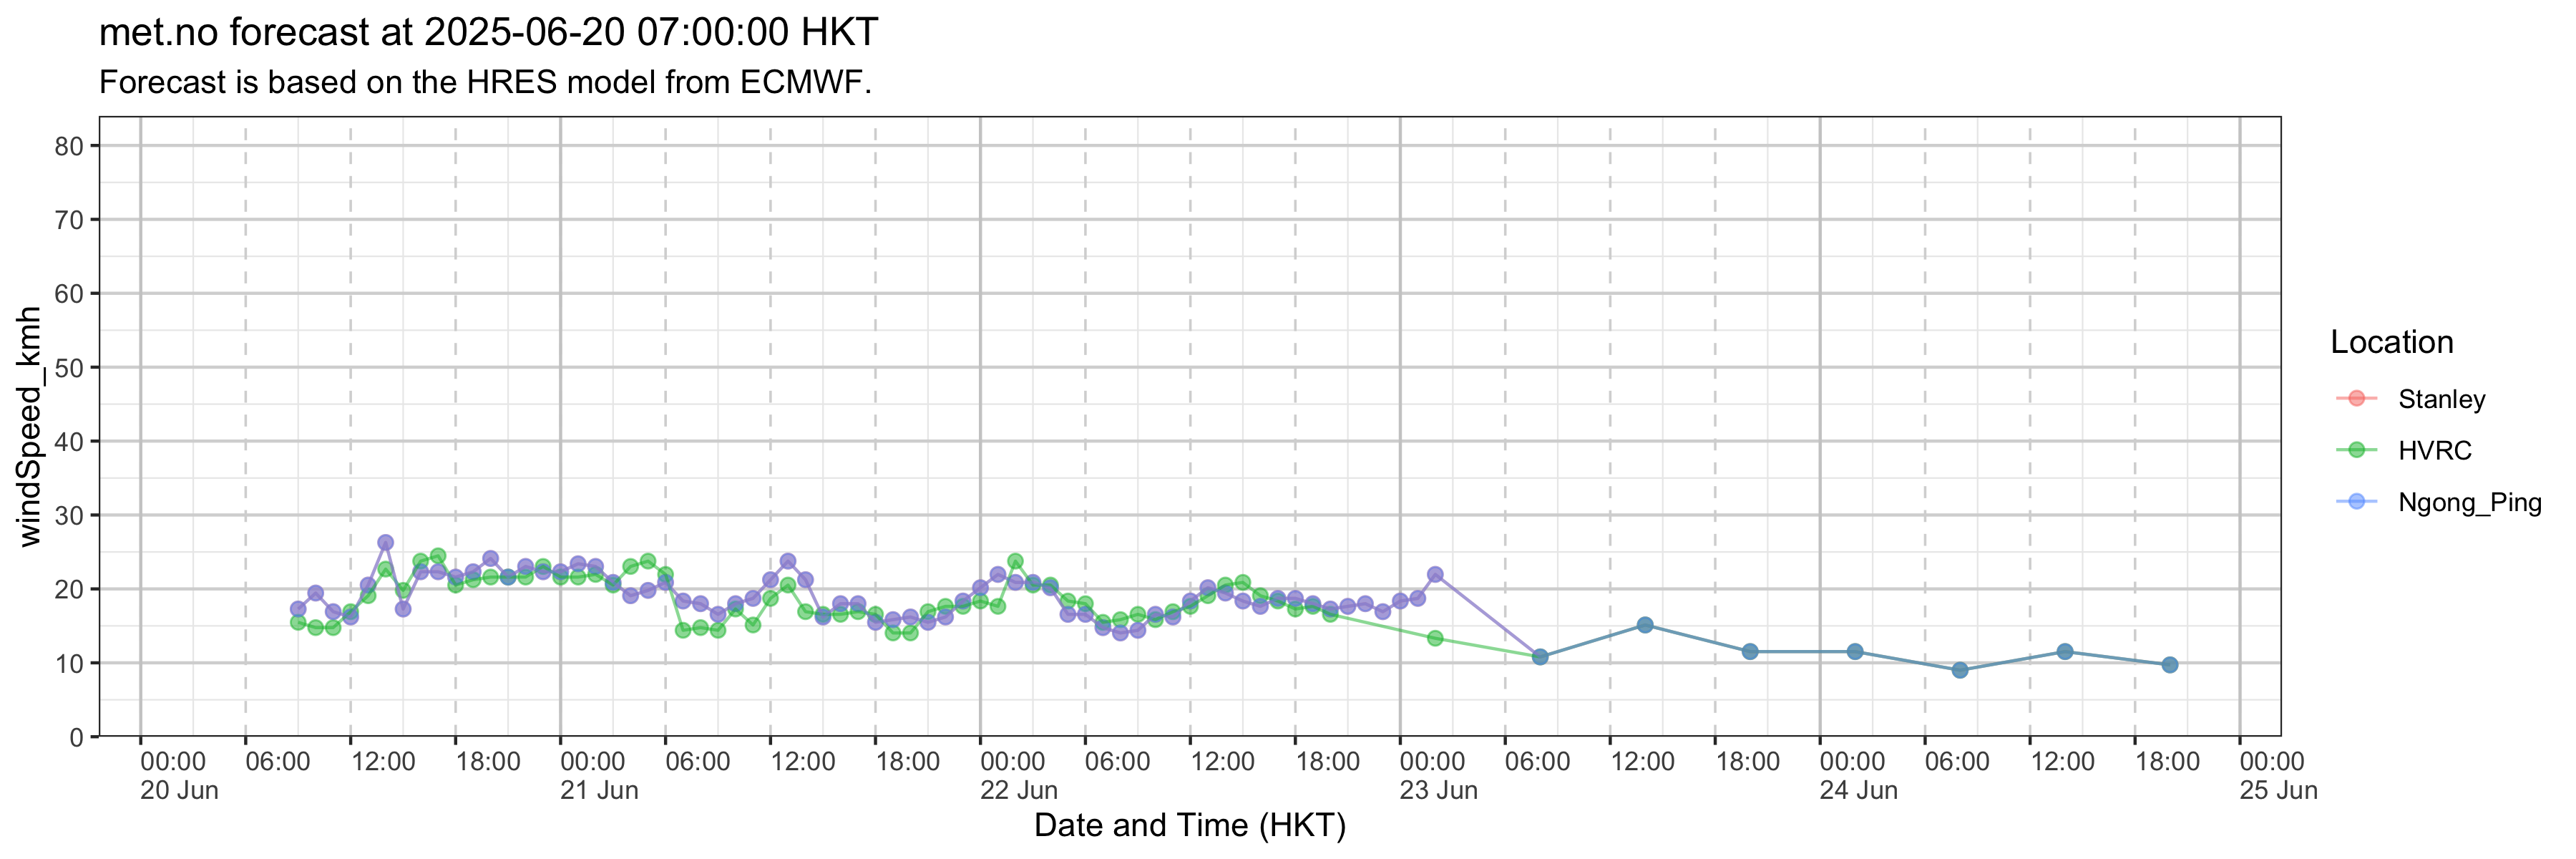 met.no forecast at 2025-06-20 07:00:00 HKT
Forecast is based on the HRES model from ECMWF.
windSpeed_kmh
80
70
60
50
40
30
20
10
0
00:00 06:00 12:00 18:00 00:00 06:00 12:00 18:00 00:00 06:00 12:00 18:00 00:00 06:00 12:00 18:00 00:00 06:00 12:00 18:00 00:00
20 Jun 21 Jun 22 Jun 23 Jun 24 Jun 25 Jun
Date and Time (HKT)
Location
Stanley
HVRC
Ngong_Ping